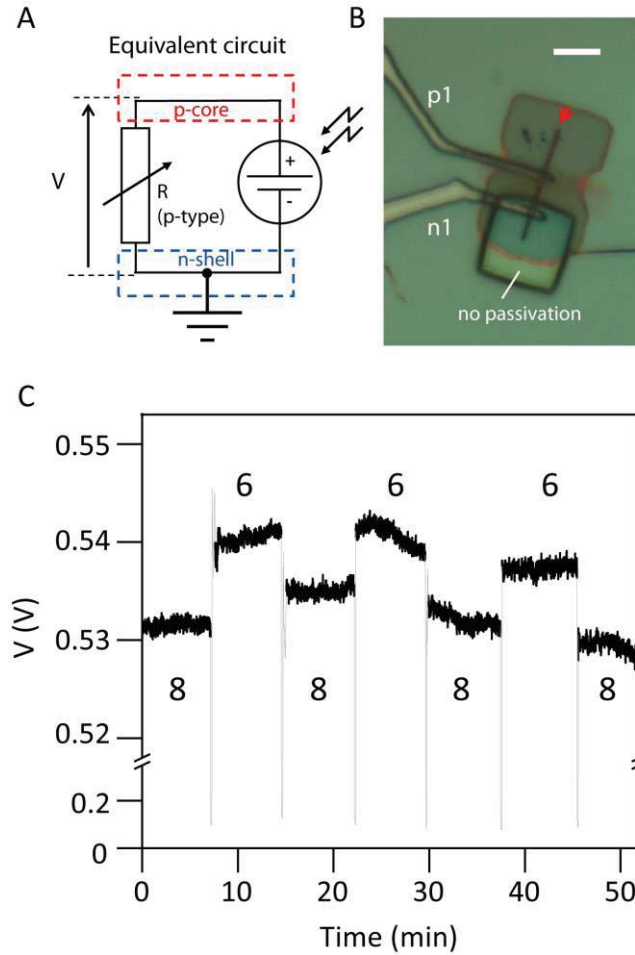 A
Equivalent circuit
p-core
+
-
V
R
(p-type)
n-shell
B
p1
n1
no passivation
C
0.55
0.54
0.53
0.52
0.2
0
V (V)
6
6
6
8
8
8
8
0
10
20
30
40
50
Time (min)